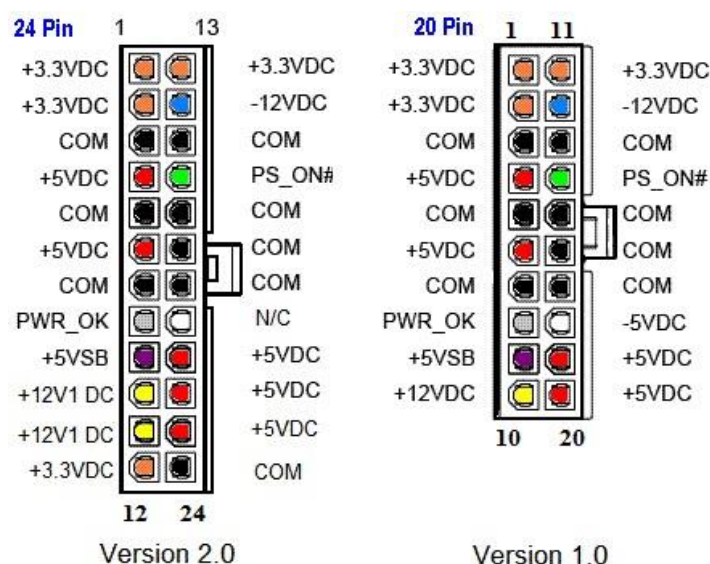 24 Pin 1 13
+3.3VDC +3.3VDC
+3.3VDC -12VDC
COM COM
+5VDC PS_ON#
COM COM
+5VDC COM
COM COM
PWR_OK N/C
+5VSB +5VDC
+12V1 DC +5VDC
+12V1 DC +5VDC
+3.3VDC COM
12 24
Version 2.0
20 Pin 1 11
+3.3VDC +3.3VDC
+3.3VDC -12VDC
COM COM
+5VDC PS_ON#
COM COM
+5VDC COM
COM COM
PWR_OK -5VDC
+5VSB +5VDC
+12VDC +5VDC
10 20
Version 1.0